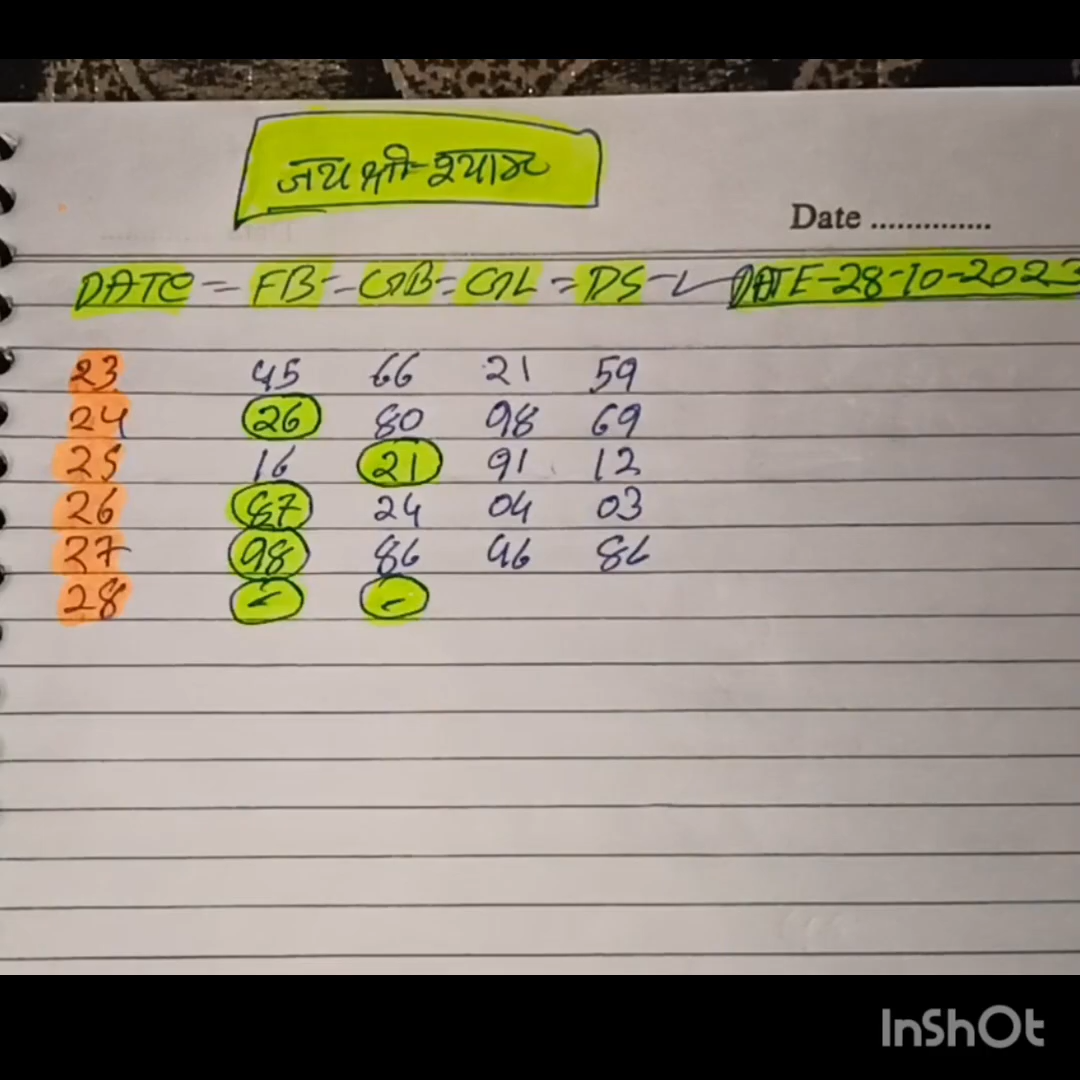 जय श्री श्याम
Date ..............
DATE = FB - GB = GL = DS - DATE-28-10-2023
23 45 66 21 59
24 26 80 98 69
25 16 21 91 12
26 87 24 04 03
27 98 86 46 86
28
InShOt